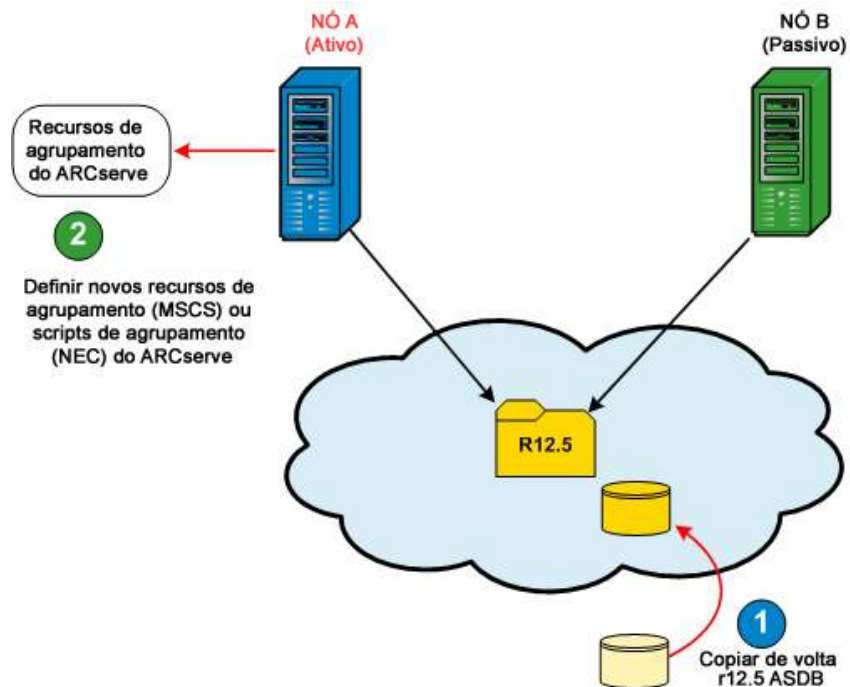 NÓ A
(Ativo)
NÓ B
(Passivo)
Recursos de
agrupamento
do ARCserve
2
Definir novos recursos de
agrupamento (MSCS) ou
scripts de agrupamento
(NEC) do ARCserve
R12.5
1
Copiar de volta
r12.5 ASDB